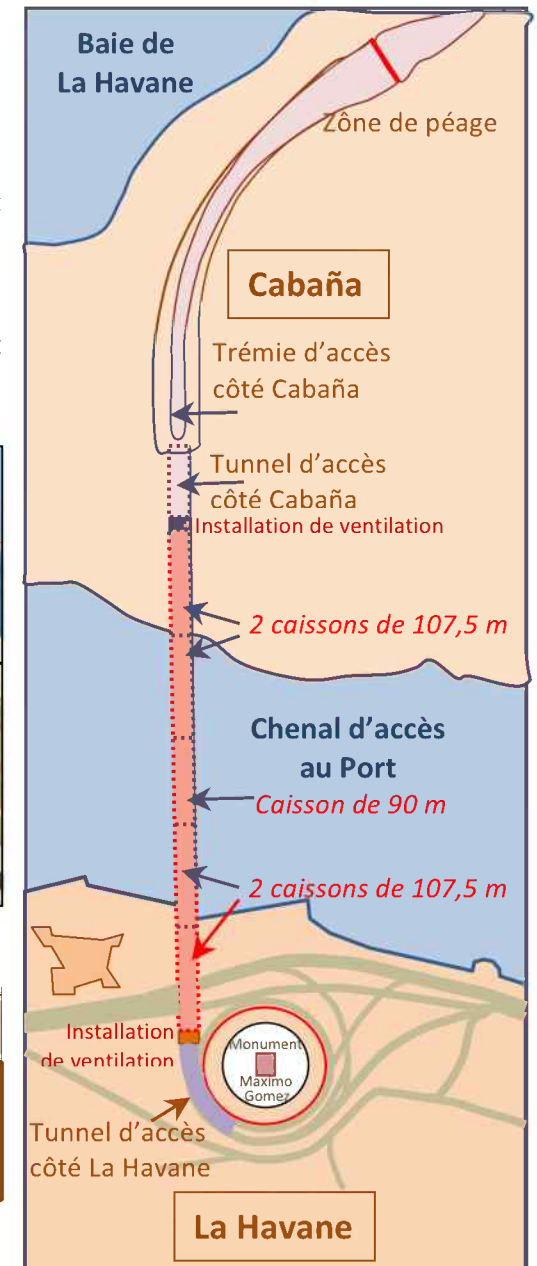 Baie de
La Havane
Zône de péage
Cabaña
Trémie d'accès
côté Cabaña
Tunnel d'accès
côté Cabaña
Installation de ventilation
2 caissons de 107,5 m
Chenal d'accès
au Port
Caisson de 90 m
2 caissons de 107,5 m
Installation
de ventilation
Monument
Maximo
Gomez
Tunnel d'accès
côté La Havane
La Havane